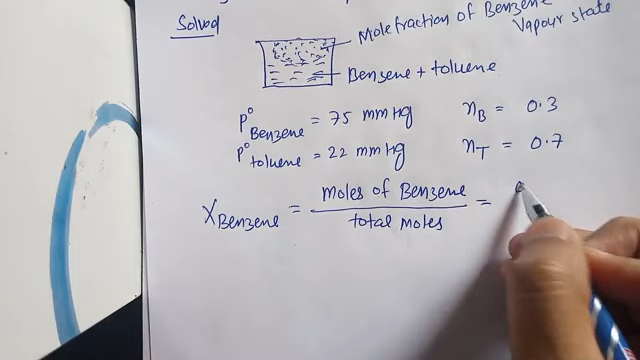 Solved
Mole fraction of Benzene
Vapour state
Benzene + toluene
P°Benzene = 75 mm Hg
nB = 0.3
P°toluene = 22 mm Hg
nT = 0.7
XBenzene = moles of Benzene / total moles =